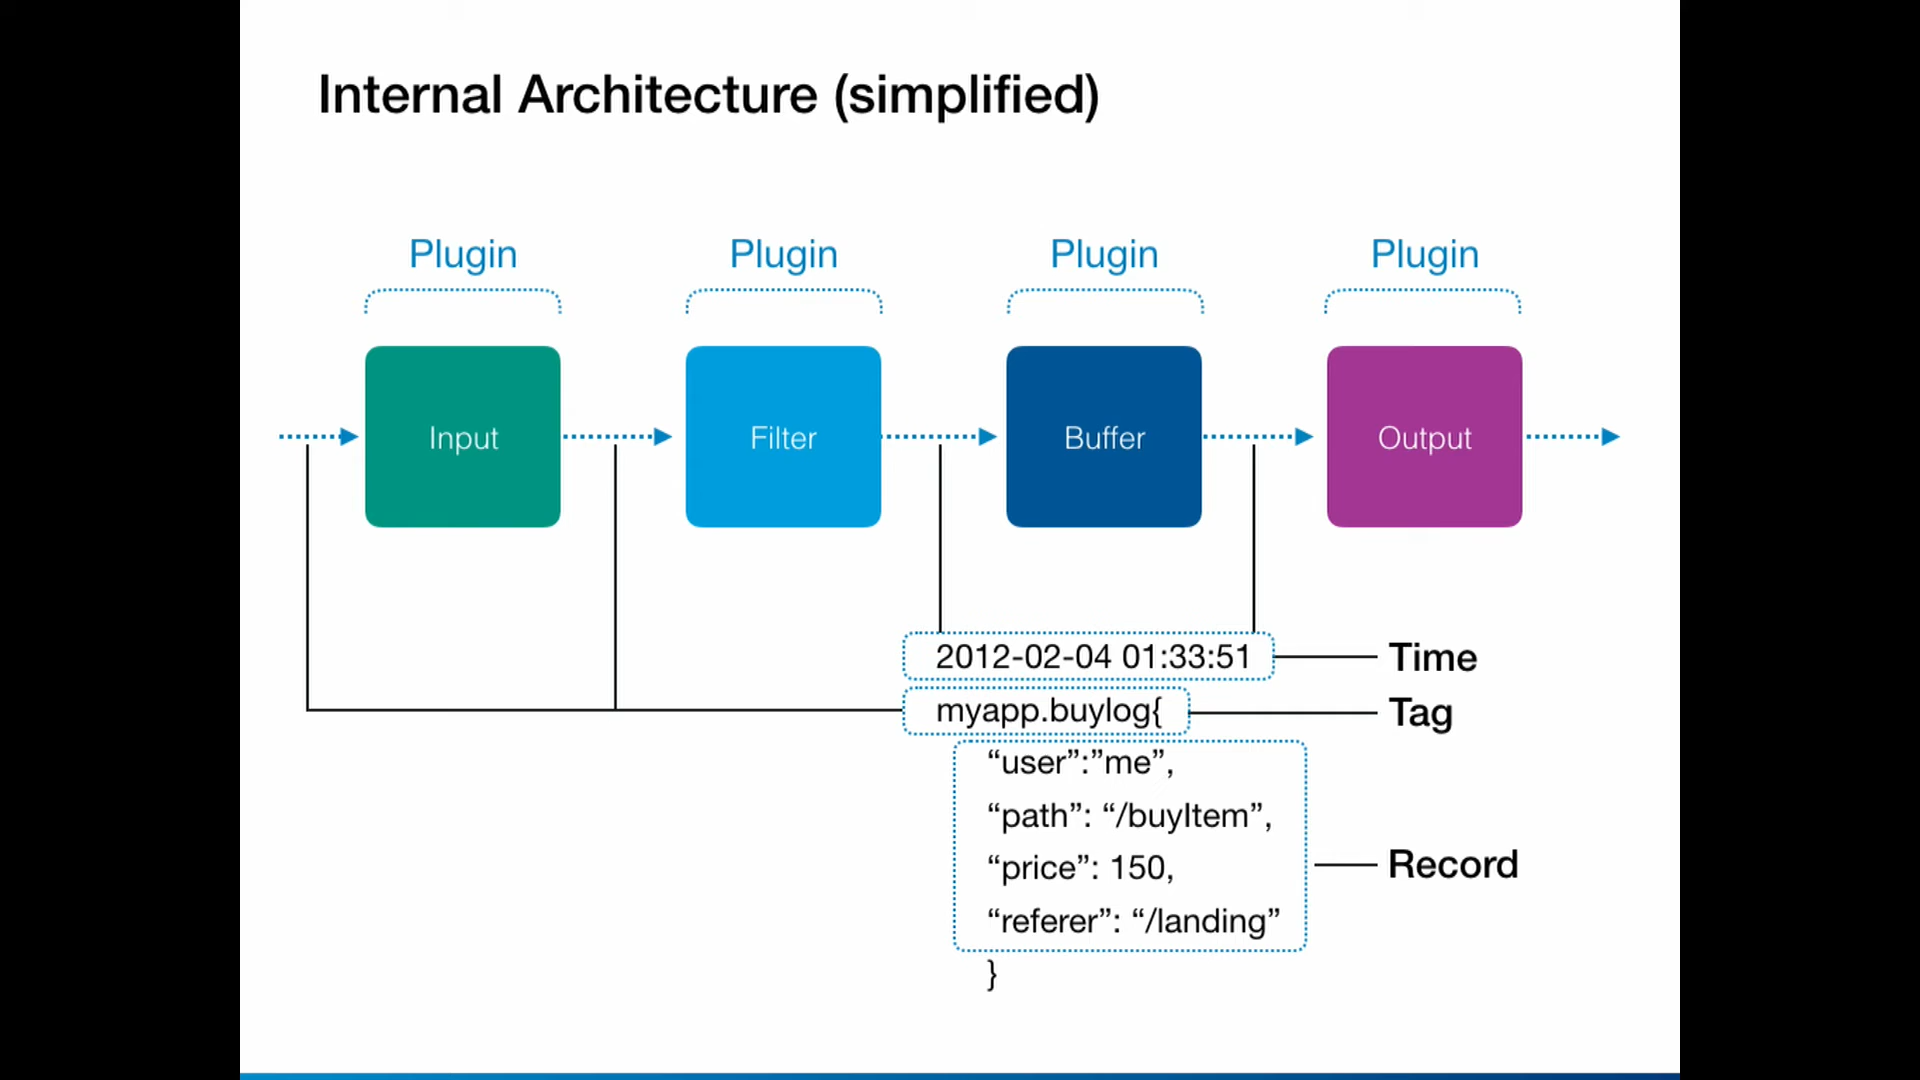 Internal Architecture (simplified)
Plugin Plugin Plugin Plugin
Input Filter Buffer Output
2012-02-04 01:33:51 Time
myapp.buylog{ Tag
“user”:”me”,
“path”: “/buyItem”,
“price”: 150, Record
“referer”: “/landing”
}